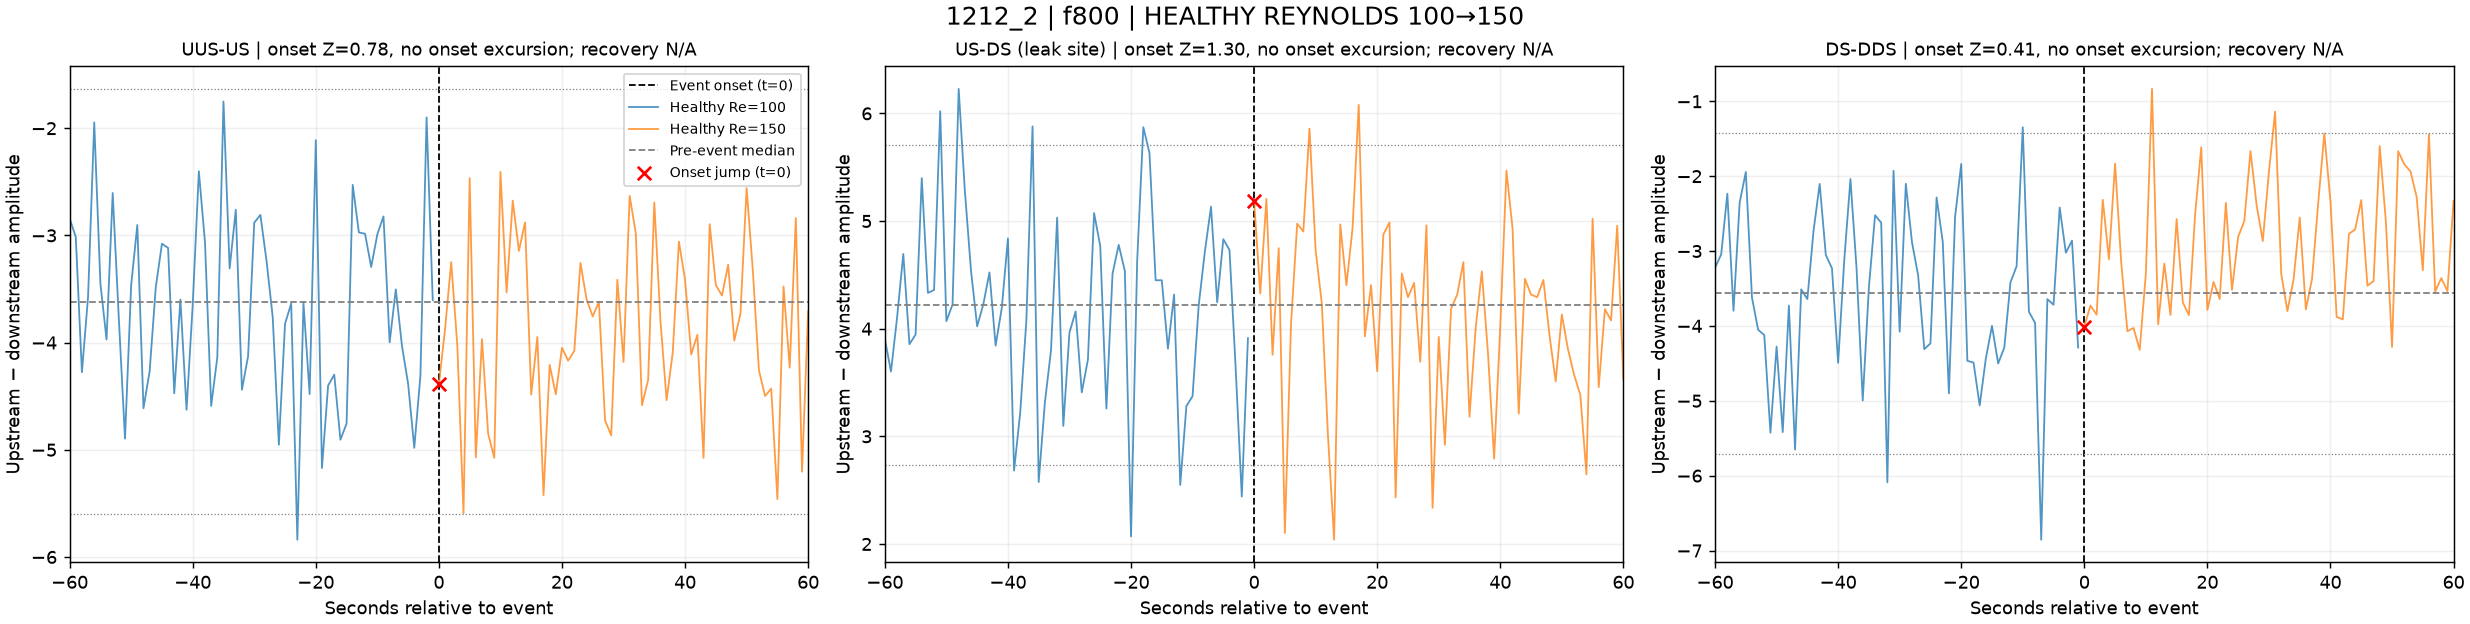 1212_2 | f800 | HEALTHY REYNOLDS 100→150
UUS-US | onset Z=0.78, no onset excursion; recovery N/A
Upstream − downstream amplitude
−2
−3
−4
−5
−6
Event onset (t=0)
Healthy Re=100
Healthy Re=150
Pre-event median
Onset jump (t=0)
−60
−40
−20
0
20
40
60
Seconds relative to event
US-DS (leak site) | onset Z=1.30, no onset excursion; recovery N/A
Upstream − downstream amplitude
6
5
4
3
2
−60
−40
−20
0
20
40
60
Seconds relative to event
DS-DDS | onset Z=0.41, no onset excursion; recovery N/A
Upstream − downstream amplitude
−1
−2
−3
−4
−5
−6
−7
−60
−40
−20
0
20
40
60
Seconds relative to event